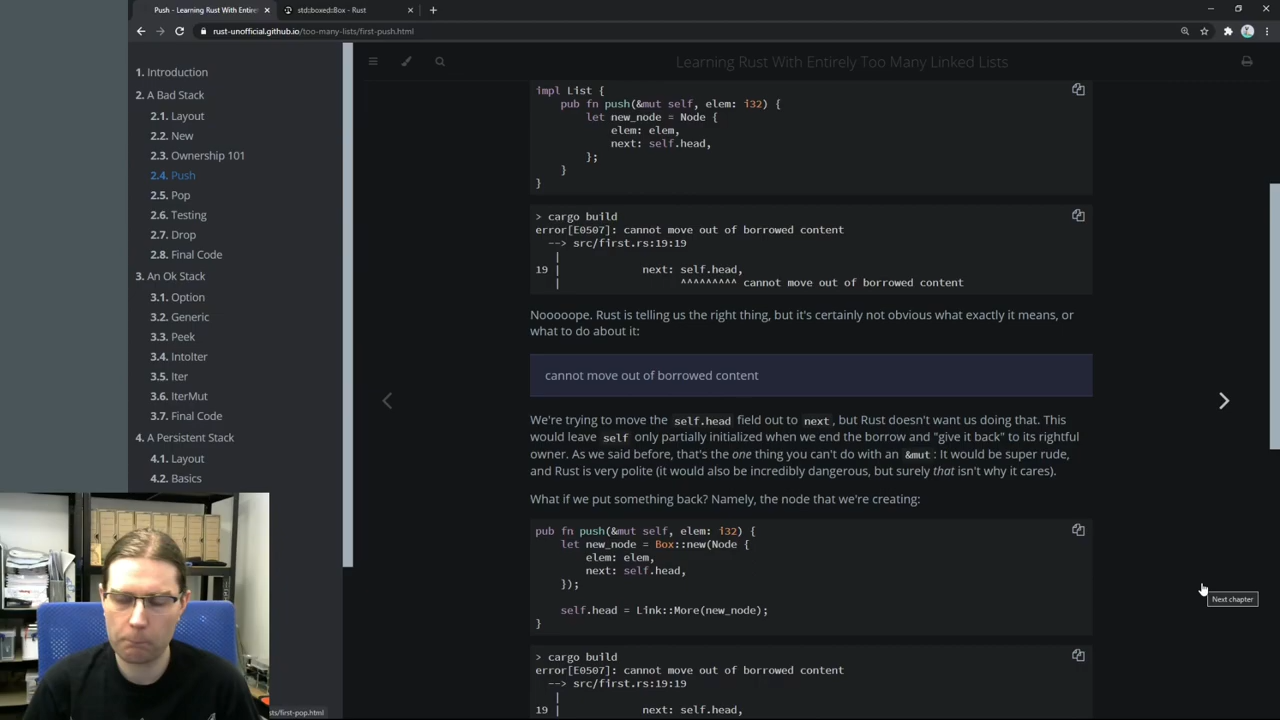 Push - Learning Rust With Entire
std::boxed::Box - Rust
rust-unofficial.github.io/too-many-lists/first-push.html
1. Introduction
2. A Bad Stack
2.1. Layout
2.2. New
2.3. Ownership 101
2.4. Push
2.5. Pop
2.6. Testing
2.7. Drop
2.8. Final Code
3. An Ok Stack
3.1. Option
3.2. Generic
3.3. Peek
3.4. IntoIter
3.5. Iter
3.6. IterMut
3.7. Final Code
4. A Persistent Stack
4.1. Layout
4.2. Basics
Learning Rust With Entirely Too Many Linked Lists
impl List {
pub fn push(&mut self, elem: i32) {
let new_node = Node {
elem: elem,
next: self.head,
};
}
}
> cargo build
error[E0507]: cannot move out of borrowed content
--> src/first.rs:19:19
|
19 | next: self.head,
| ^^^^^^^^^ cannot move out of borrowed content
Nooooope. Rust is telling us the right thing, but it's certainly not obvious what exactly it means, or
what to do about it:
cannot move out of borrowed content
We're trying to move the self.head field out to next, but Rust doesn't want us doing that. This
would leave self only partially initialized when we end the borrow and "give it back" to its rightful
owner. As we said before, that's the one thing you can't do with an &mut: It would be super rude,
and Rust is very polite (it would also be incredibly dangerous, but surely that isn't why it cares).
What if we put something back? Namely, the node that we're creating:
pub fn push(&mut self, elem: i32) {
let new_node = Box::new(Node {
elem: elem,
next: self.head,
});
self.head = Link::More(new_node);
}
> cargo build
error[E0507]: cannot move out of borrowed content
--> src/first.rs:19:19
|
19 | next: self.head,
Next chapter
sts/first-pop.html